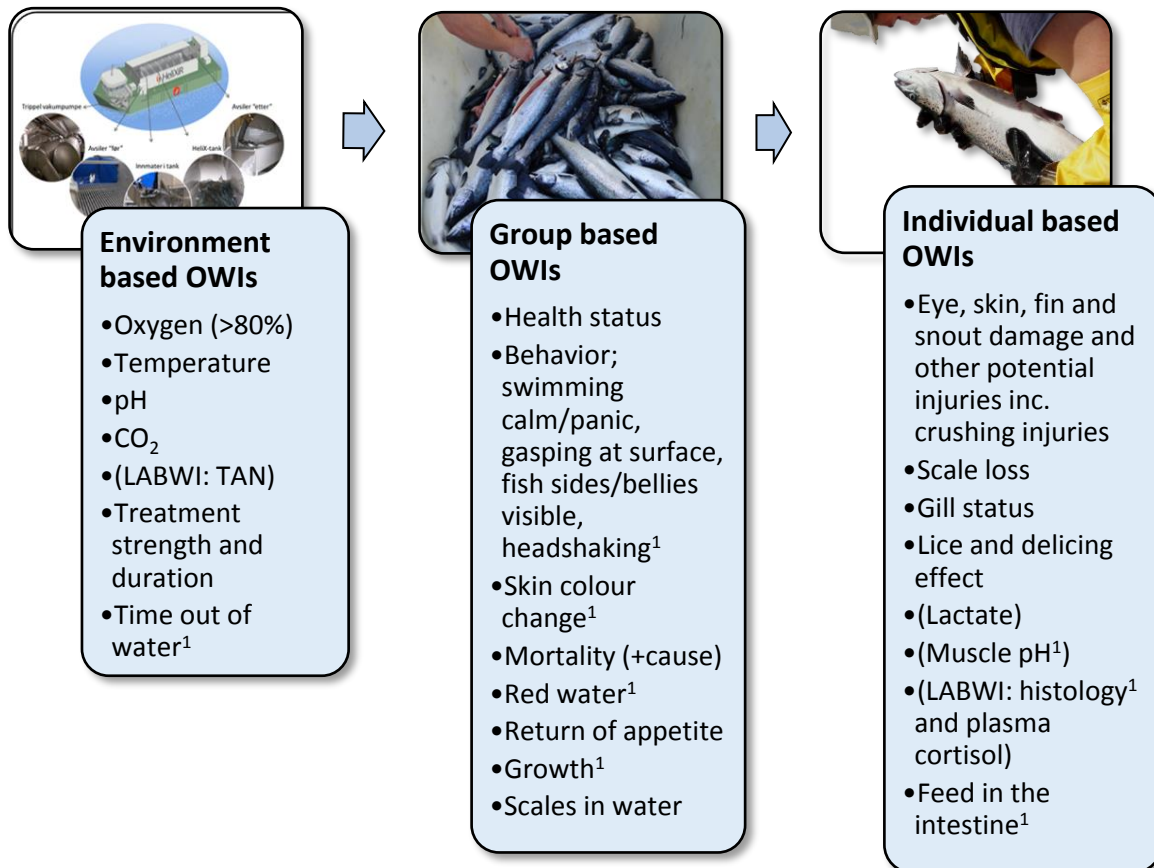 HeliXiR
Trippel vakuumpumpe
Avsiler "etter"
Avsiler "før"
HeliX-tank
Innmater i tank
Environment
based OWIs
•Oxygen (>80%)
•Temperature
•pH
•CO₂
•(LABWI: TAN)
•Treatment
strength and
duration
•Time out of
water¹
Group based
OWIs
•Health status
•Behavior;
swimming
calm/panic,
gasping at surface,
fish sides/bellies
visible,
headshaking¹
•Skin colour
change¹
•Mortality (+cause)
•Red water¹
•Return of appetite
•Growth¹
•Scales in water
Individual based
OWIs
•Eye, skin, fin and
snout damage and
other potential
injuries inc.
crushing injuries
•Scale loss
•Gill status
•Lice and delicing
effect
•(Lactate)
•(Muscle pH¹)
•(LABWI: histology¹
and plasma
cortisol)
•Feed in the
intestine¹